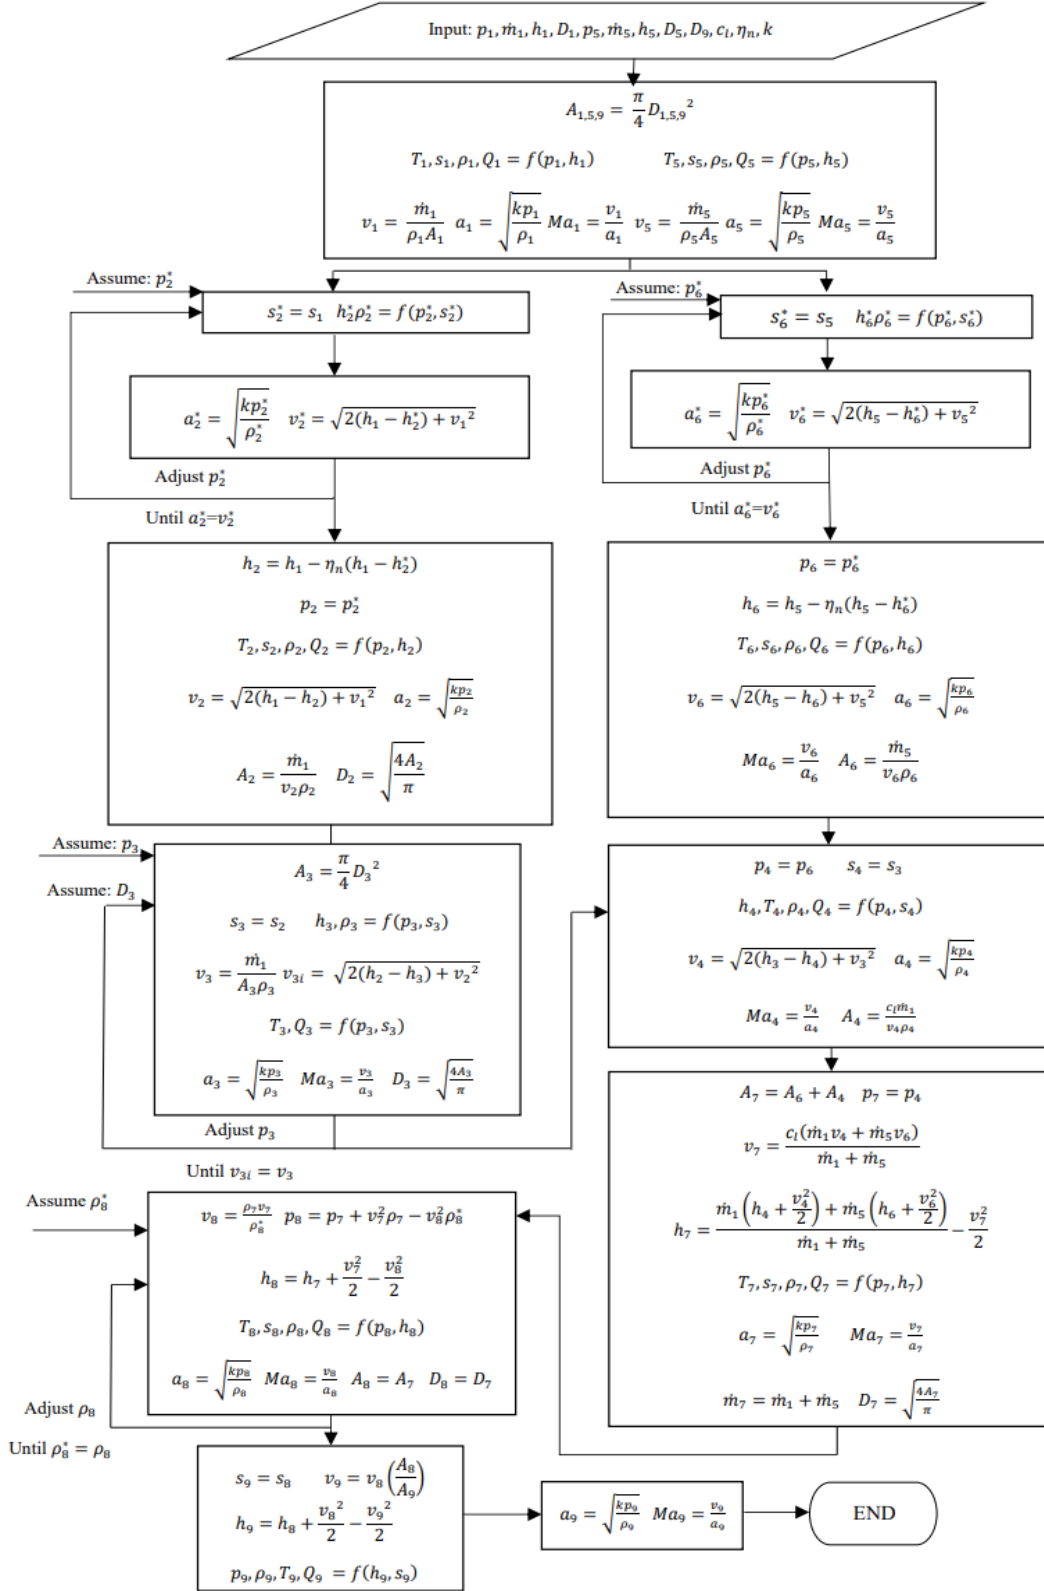 Input: p₁, ṁ₁, h₁, D₁, p₅, ṁ₅, h₅, D₅, D₉, c_l, η_n, k
A₁,₅,₉ = π/4 D₁,₅,₉²
T₁, s₁, ρ₁, Q₁ = f(p₁, h₁) T₅, s₅, ρ₅, Q₅ = f(p₅, h₅)
v₁ = ṁ₁/(ρ₁A₁) a₁ = √(kp₁/ρ₁) Ma₁ = v₁/a₁ v₅ = ṁ₅/(ρ₅A₅) a₅ = √(kp₅/ρ₅) Ma₅ = v₅/a₅
Assume: p₂*
s₂* = s₁ h₂*ρ₂* = f(p₂*, s₂*)
a₂* = √(kp₂*/ρ₂*) v₂* = √(2(h₁ − h₂*) + v₁²)
Adjust p₂*
Until a₂*=v₂*
h₂ = h₁ − η_n(h₁ − h₂*)
p₂ = p₂*
T₂, s₂, ρ₂, Q₂ = f(p₂, h₂)
v₂ = √(2(h₁ − h₂) + v₁²) a₂ = √(kp₂/ρ₂)
A₂ = ṁ₁/(v₂ρ₂) D₂ = √(4A₂/π)
Assume: p₃
Assume: D₃
A₃ = π/4 D₃²
s₃ = s₂ h₃, ρ₃ = f(p₃, s₃)
v₃ = ṁ₁/(A₃ρ₃) v₃ᵢ = √(2(h₂ − h₃) + v₂²)
T₃, Q₃ = f(p₃, s₃)
a₃ = √(kp₃/ρ₃) Ma₃ = v₃/a₃ D₃ = √(4A₃/π)
Adjust p₃
Until v₃ᵢ = v₃
Assume: p₆*
s₆* = s₅ h₆*ρ₆* = f(p₆*, s₆*)
a₆* = √(kp₆*/ρ₆*) v₆* = √(2(h₅ − h₆*) + v₅²)
Adjust p₆*
Until a₆*=v₆*
p₆ = p₆*
h₆ = h₅ − η_n(h₅ − h₆*)
T₆, s₆, ρ₆, Q₆ = f(p₆, h₆)
v₆ = √(2(h₅ − h₆) + v₅²) a₆ = √(kp₆/ρ₆)
Ma₆ = v₆/a₆ A₆ = ṁ₅/(v₆ρ₆)
p₄ = p₆ s₄ = s₃
h₄, T₄, ρ₄, Q₄ = f(p₄, s₄)
v₄ = √(2(h₃ − h₄) + v₃²) a₄ = √(kp₄/ρ₄)
Ma₄ = v₄/a₄ A₄ = c_lṁ₁/(v₄ρ₄)
A₇ = A₆ + A₄ p₇ = p₄
v₇ = c_l(ṁ₁v₄ + ṁ₅v₆)/(ṁ₁ + ṁ₅)
h₇ = (ṁ₁(h₄ + v₄²/2) + ṁ₅(h₆ + v₆²/2))/(ṁ₁ + ṁ₅) − v₇²/2
T₇, s₇, ρ₇, Q₇ = f(p₇, h₇)
a₇ = √(kp₇/ρ₇) Ma₇ = v₇/a₇
ṁ₇ = ṁ₁ + ṁ₅ D₇ = √(4A₇/π)
Assume ρ₈*
v₈ = ρ₇v₇/ρ₈* p₈ = p₇ + v₇²ρ₇ − v₈²ρ₈*
h₈ = h₇ + v₇²/2 − v₈²/2
T₈, s₈, ρ₈, Q₈ = f(p₈, h₈)
a₈ = √(kp₈/ρ₈) Ma₈ = v₈/a₈ A₈ = A₇ D₈ = D₇
Adjust ρ₈
Until ρ₈* = ρ₈
s₉ = s₈ v₉ = v₈(A₈/A₉)
h₉ = h₈ + v₈²/2 − v₉²/2
p₉, ρ₉, T₉, Q₉ = f(h₉, s₉)
a₉ = √(kp₉/ρ₉) Ma₉ = v₉/a₉
END